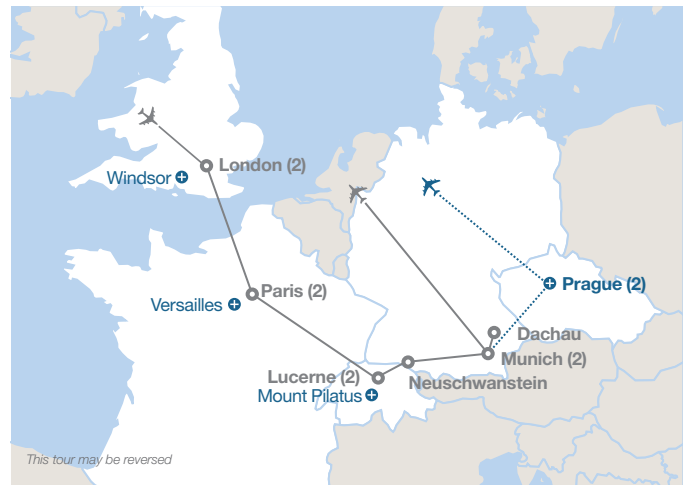 London (2)
Windsor
Paris (2)
Versailles
Prague (2)
Dachau
Munich (2)
Lucerne (2)
Neuschwanstein
Mount Pilatus
This tour may be reversed